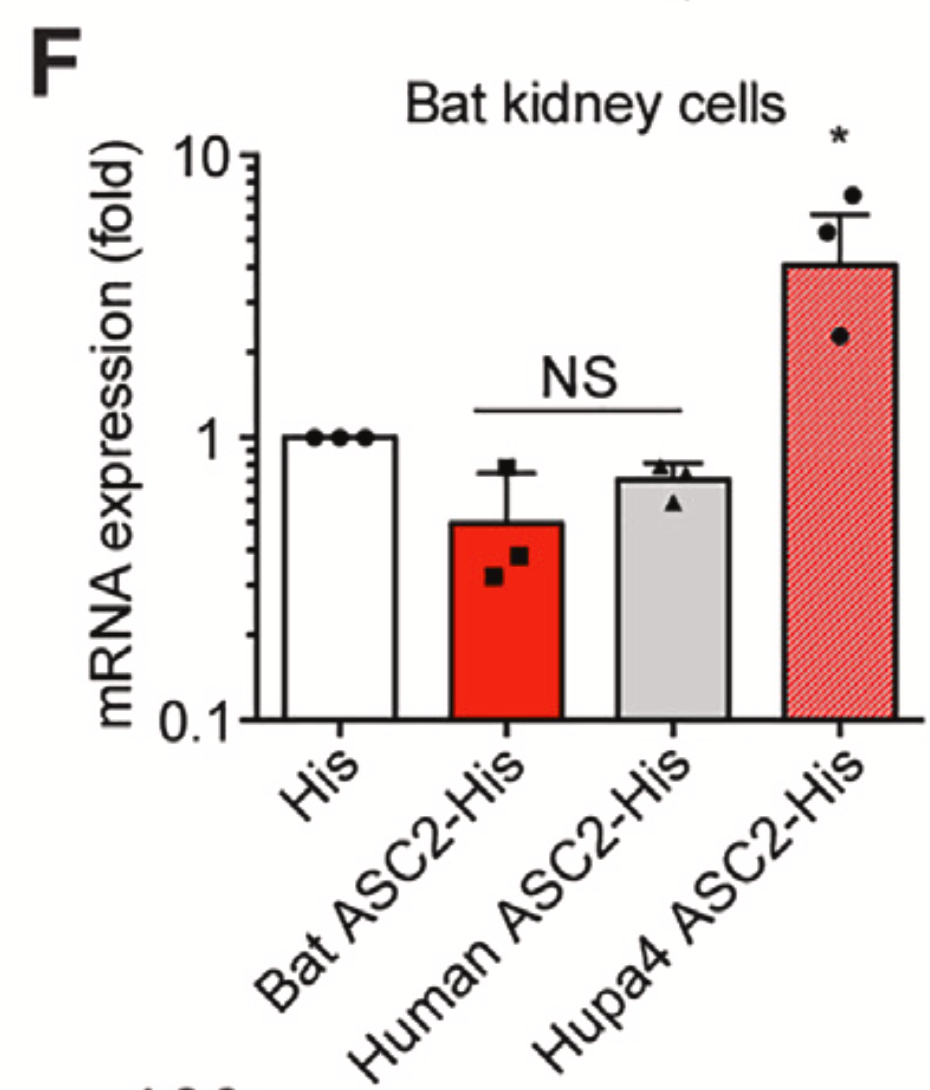 F
Bat kidney cells
*
mRNA expression (fold)
10
1
0.1
NS
His
Bat ASC2-His
Human ASC2-His
Hupa4 ASC2-His